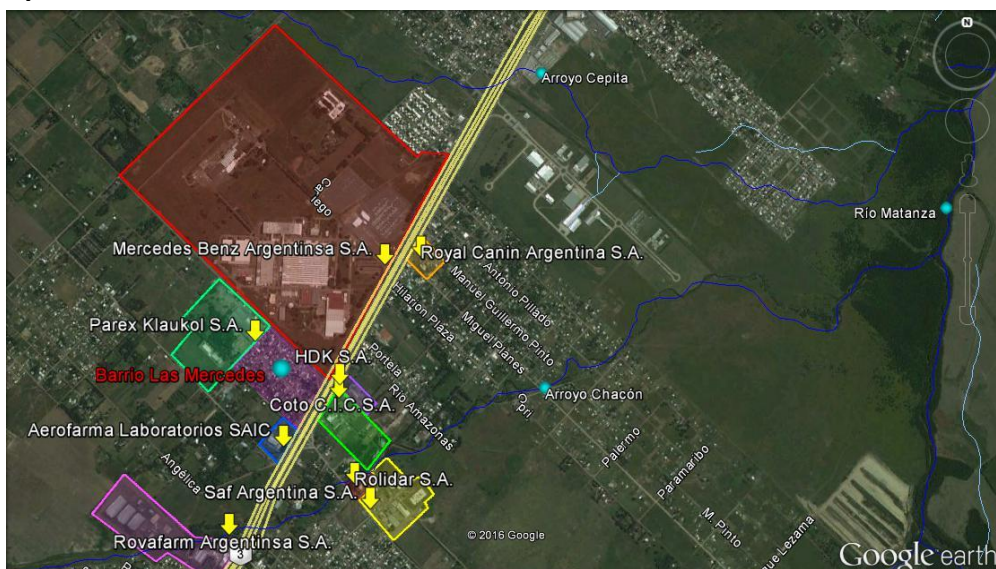 N
Arroyo Cepita
Río Matanza
Mercedes Benz Argentinsa S.A.
Royal Canin Argentina S.A.
Antonio Pillado
Manuel Guillermo Pinto
Hilarion Plaza
Miguel Planes
Parex Klaukol S.A.
HDK S.A.
Portela
Barrio Las Mercedes
Arroyo Chacón
Coto C.I.C.S.A.
Río Amazonas
Aerofarma Laboratorios SAIC
Palermo
Paramaribo
Angélica
Saf Argentina S.A.
Rolidar S.A.
M. Pinto
Rovafarm Argentinsa S.A.
3
© 2016 Google
Google earth